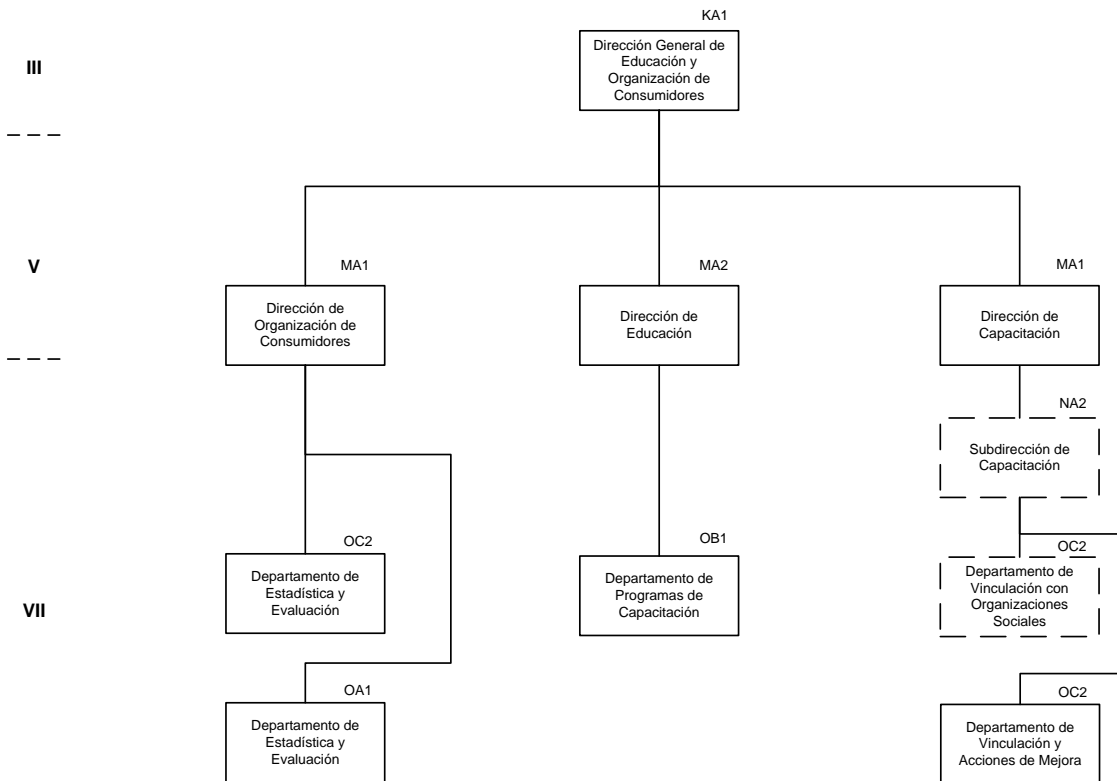 KA1
Dirección General de
Educación y
Organización de
Consumidores
III
V
MA1
Dirección de
Organización de
Consumidores
MA2
Dirección de
Educación
MA1
Dirección de
Capacitación
NA2
Subdirección de
Capacitación
VII
OC2
Departamento de
Estadística y
Evaluación
OB1
Departamento de
Programas de
Capacitación
OC2
Departamento de
Vinculación con
Organizaciones
Sociales
OA1
Departamento de
Estadística y
Evaluación
OC2
Departamento de
Vinculación y
Acciones de Mejora